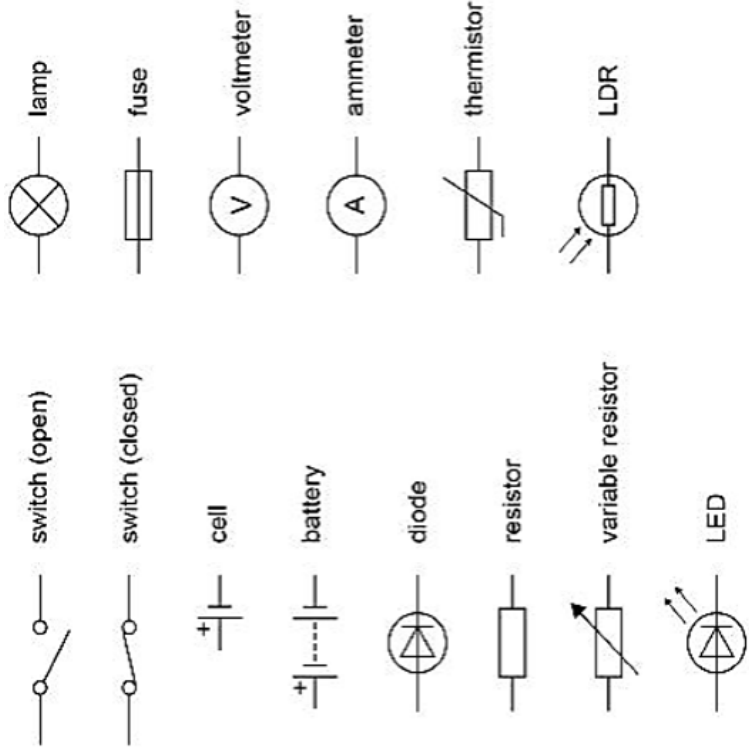 switch (open)
switch (closed)
+
cell
+
battery
diode
resistor
variable resistor
LED
lamp
fuse
V
voltmeter
A
ammeter
thermistor
LDR